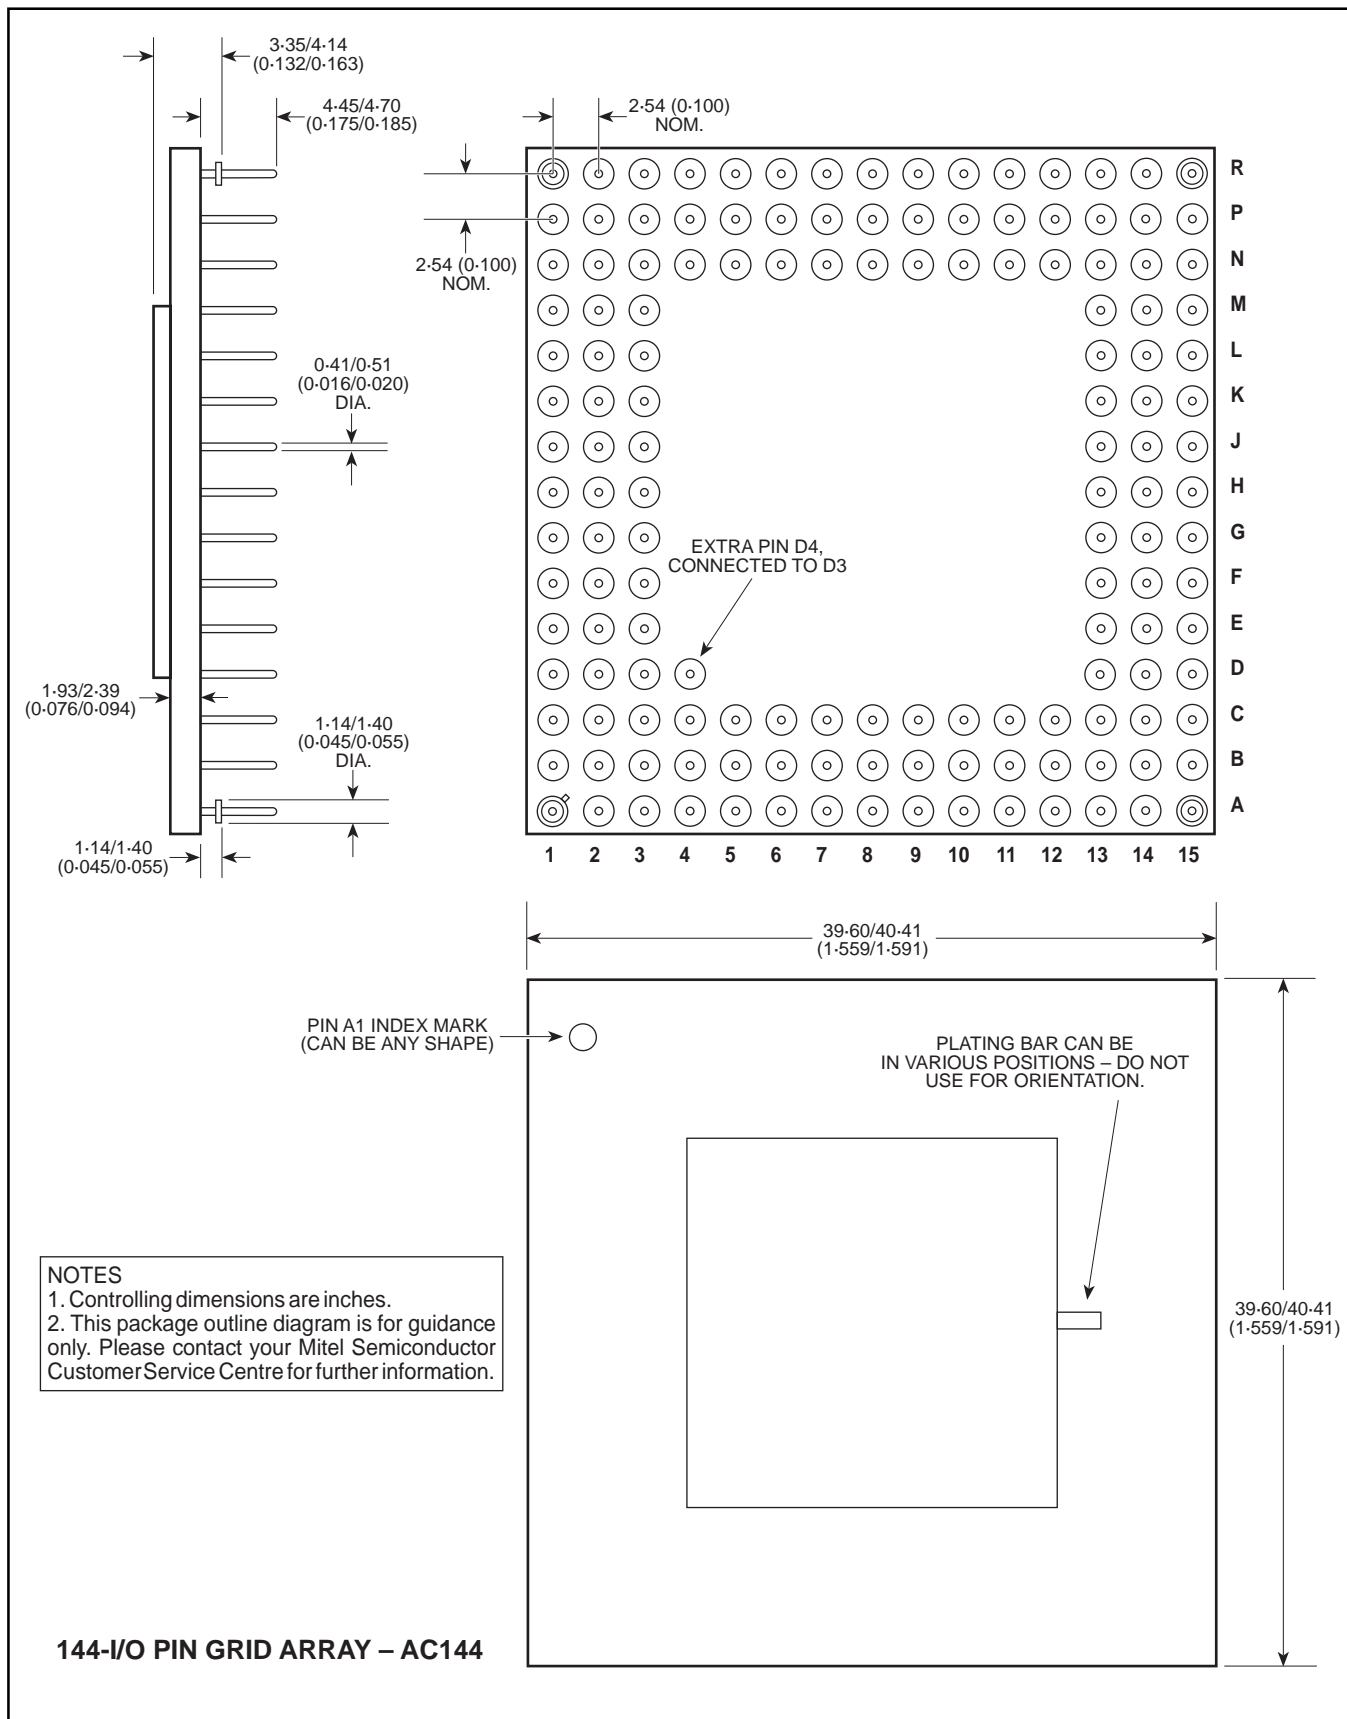 3·35/4·14
(0·132/0·163)
4·45/4·70
(0·175/0·185)
2·54 (0·100)
NOM.
2·54 (0·100)
NOM.
0·41/0·51
(0·016/0·020)
DIA.
EXTRA PIN D4,
CONNECTED TO D3
1·93/2·39
(0·076/0·094)
1·14/1·40
(0·045/0·055)
DIA.
1·14/1·40
(0·045/0·055)
R
P
N
M
L
K
J
H
G
F
E
D
C
B
A
1 2 3 4 5 6 7 8 9 10 11 12 13 14 15
39·60/40·41
(1·559/1·591)
PIN A1 INDEX MARK
(CAN BE ANY SHAPE)
PLATING BAR CAN BE
IN VARIOUS POSITIONS – DO NOT
USE FOR ORIENTATION.
39·60/40·41
(1·559/1·591)
NOTES
1. Controlling dimensions are inches.
2. This package outline diagram is for guidance
only. Please contact your Mitel Semiconductor
Customer Service Centre for further information.
144-I/O PIN GRID ARRAY – AC144